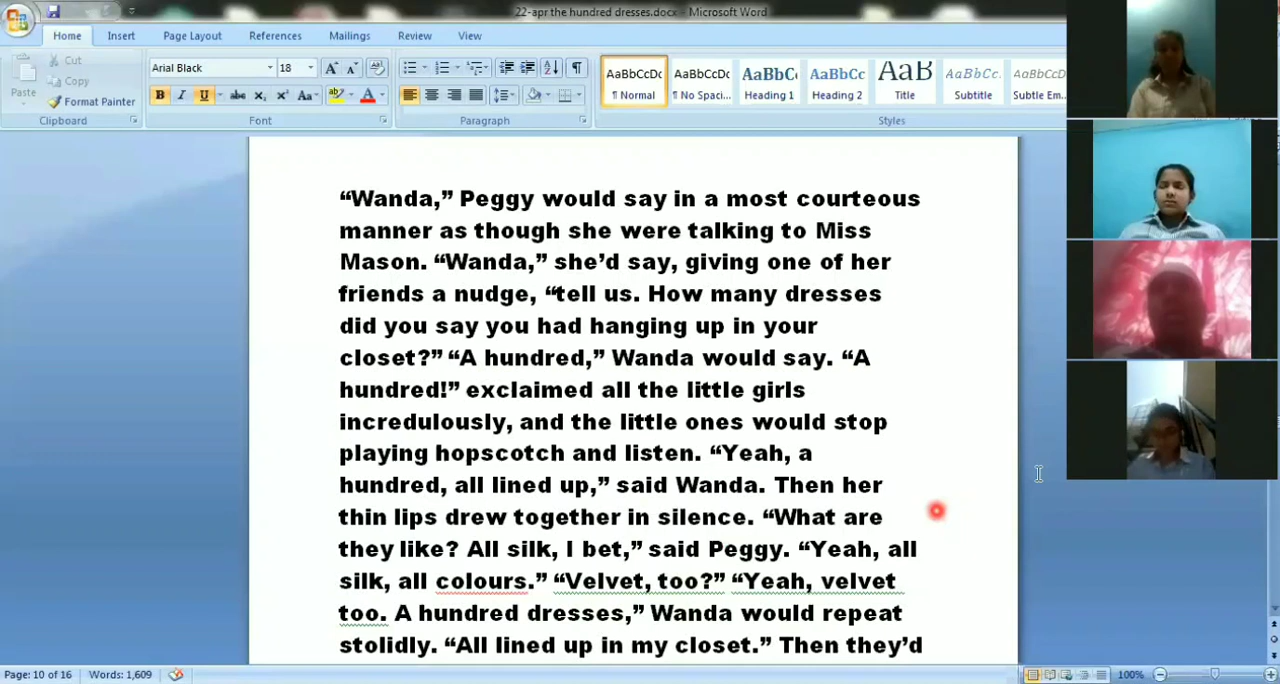 22-apr the hundred dresses.docx - Microsoft Word
Home Insert Page Layout References Mailings Review View
Paste
Cut
Copy
Format Painter
Clipboard
Arial Black 18
Font
Paragraph
AaBbCcDc AaBbCcDc AaBbC AaBbCc AaB AaBbCc. AaBbCcDc
¶ Normal ¶ No Spaci... Heading 1 Heading 2 Title Subtitle Subtle Em...
Styles
“Wanda,” Peggy would say in a most courteous
manner as though she were talking to Miss
Mason. “Wanda,” she’d say, giving one of her
friends a nudge, “tell us. How many dresses
did you say you had hanging up in your
closet?” “A hundred,” Wanda would say. “A
hundred!” exclaimed all the little girls
incredulously, and the little ones would stop
playing hopscotch and listen. “Yeah, a
hundred, all lined up,” said Wanda. Then her
thin lips drew together in silence. “What are
they like? All silk, I bet,” said Peggy. “Yeah, all
silk, all colours.” “Velvet, too?” “Yeah, velvet
too. A hundred dresses,” Wanda would repeat
stolidly. “All lined up in my closet.” Then they’d
Page: 10 of 16 Words: 1,609 100%